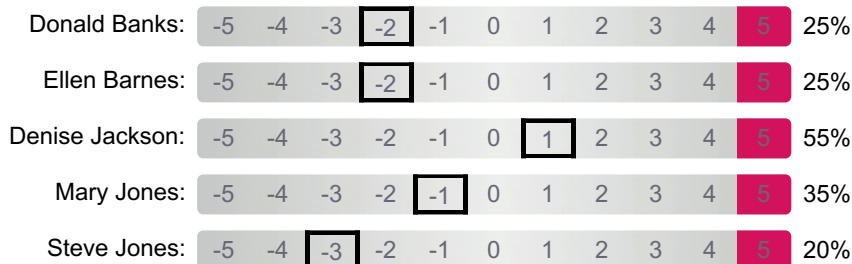 Donald Banks: -5 -4 -3 -2 -1 0 1 2 3 4 5 25%
Ellen Barnes: -5 -4 -3 -2 -1 0 1 2 3 4 5 25%
Denise Jackson: -5 -4 -3 -2 -1 0 1 2 3 4 5 55%
Mary Jones: -5 -4 -3 -2 -1 0 1 2 3 4 5 35%
Steve Jones: -5 -4 -3 -2 -1 0 1 2 3 4 5 20%